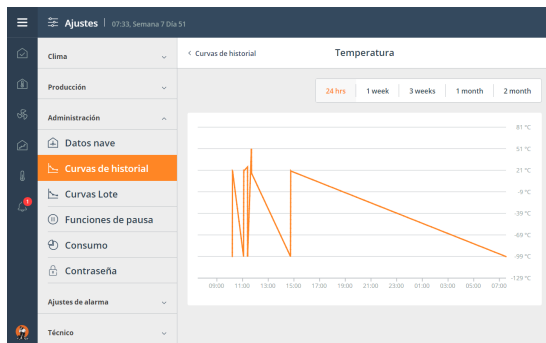 Ajustes | 07:33, Semana 7 Día 51
Clima
Producción
Administración
Datos nave
Curvas de historial
Curvas Lote
Funciones de pausa
Consumo
Contraseña
Ajustes de alarma
Técnico
1
< Curvas de historial
Temperatura
24 hrs 1 week 3 weeks 1 month 2 month
81 °C
51 °C
21 °C
-9 °C
-39 °C
-69 °C
-99 °C
-129 °C
09:00 11:00 13:00 15:00 17:00 19:00 21:00 23:00 01:00 03:00 05:00 07:00